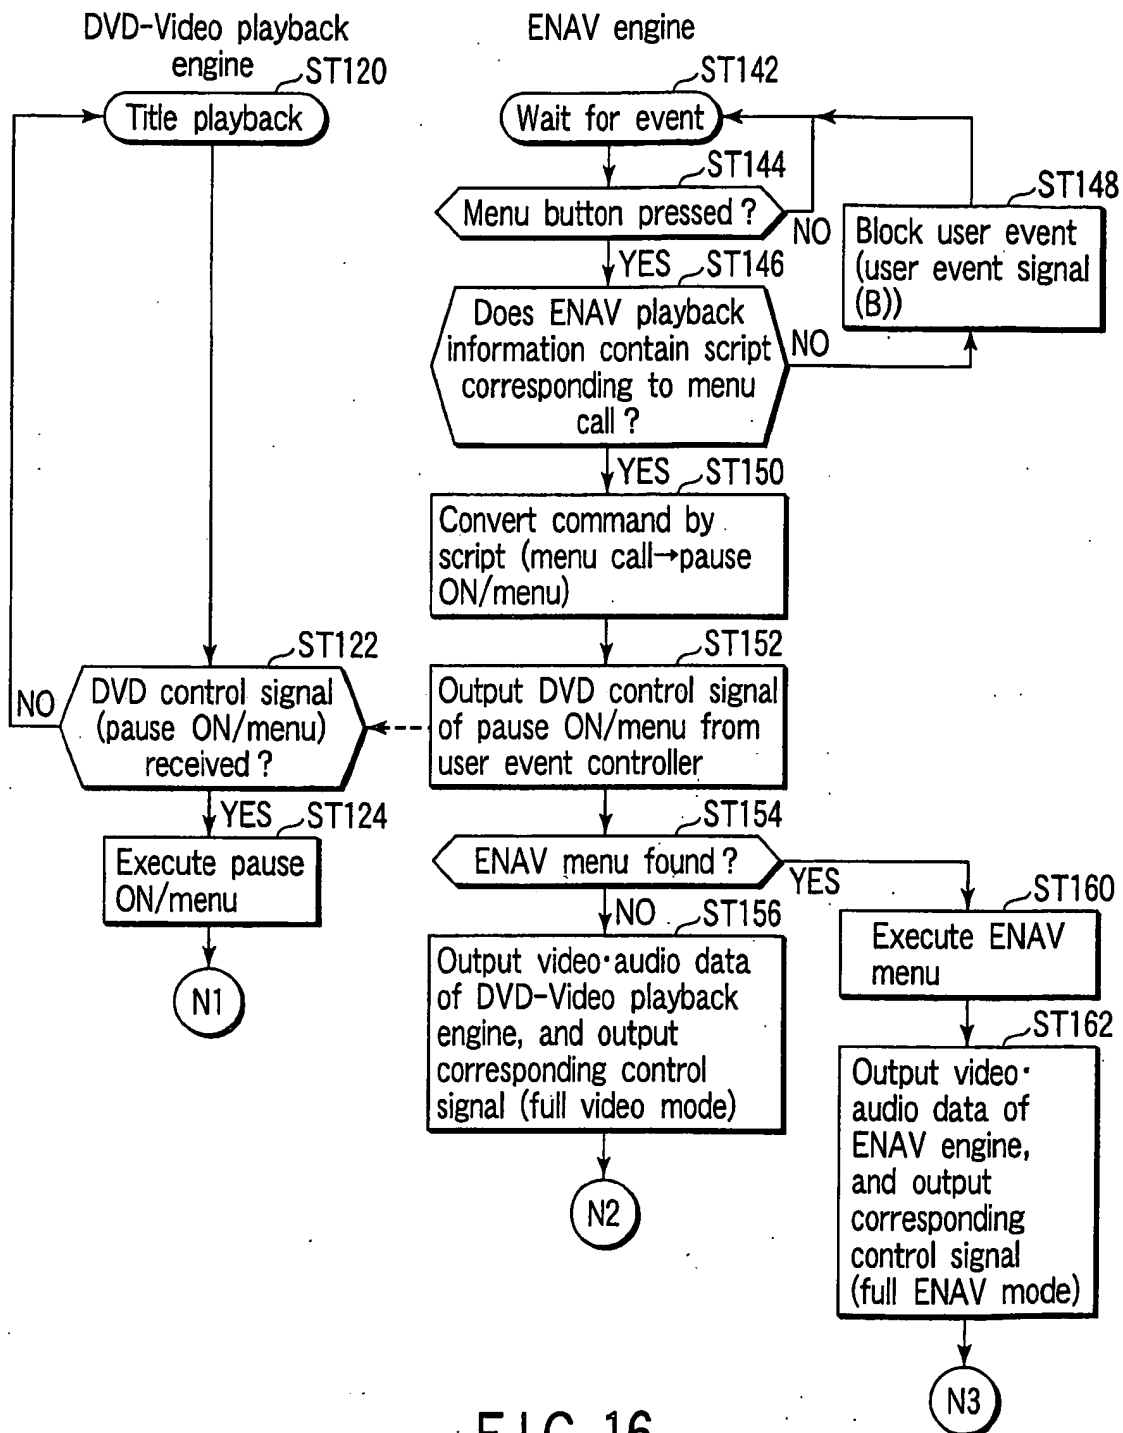 DVD-Video playback
engine
ST120
Title playback
ST122
DVD control signal
(pause ON/menu)
received?
NO
YES
ST124
Execute pause
ON/menu
N1
ENAV engine
ST142
Wait for event
ST144
Menu button pressed?
NO
YES
ST146
Does ENAV playback
information contain script
corresponding to menu
call?
NO
ST148
Block user event
(user event signal
(B))
YES
ST150
Convert command by
script (menu call→pause
ON/menu)
ST152
Output DVD control signal
of pause ON/menu from
user event controller
ST154
ENAV menu found?
YES
NO
ST156
Output video·audio data
of DVD-Video playback
engine, and output
corresponding control
signal (full video mode)
N2
ST160
Execute ENAV
menu
ST162
Output video·
audio data of
ENAV engine,
and output
corresponding
control signal
(full ENAV mode)
N3
FIG. 16